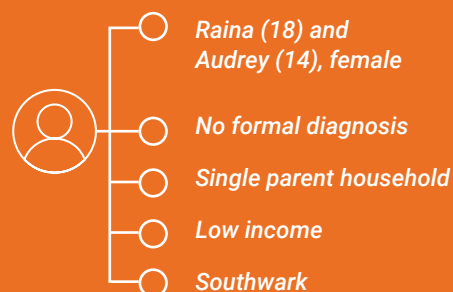 Raina (18) and
Audrey (14), female
No formal diagnosis
Single parent household
Low income
Southwark